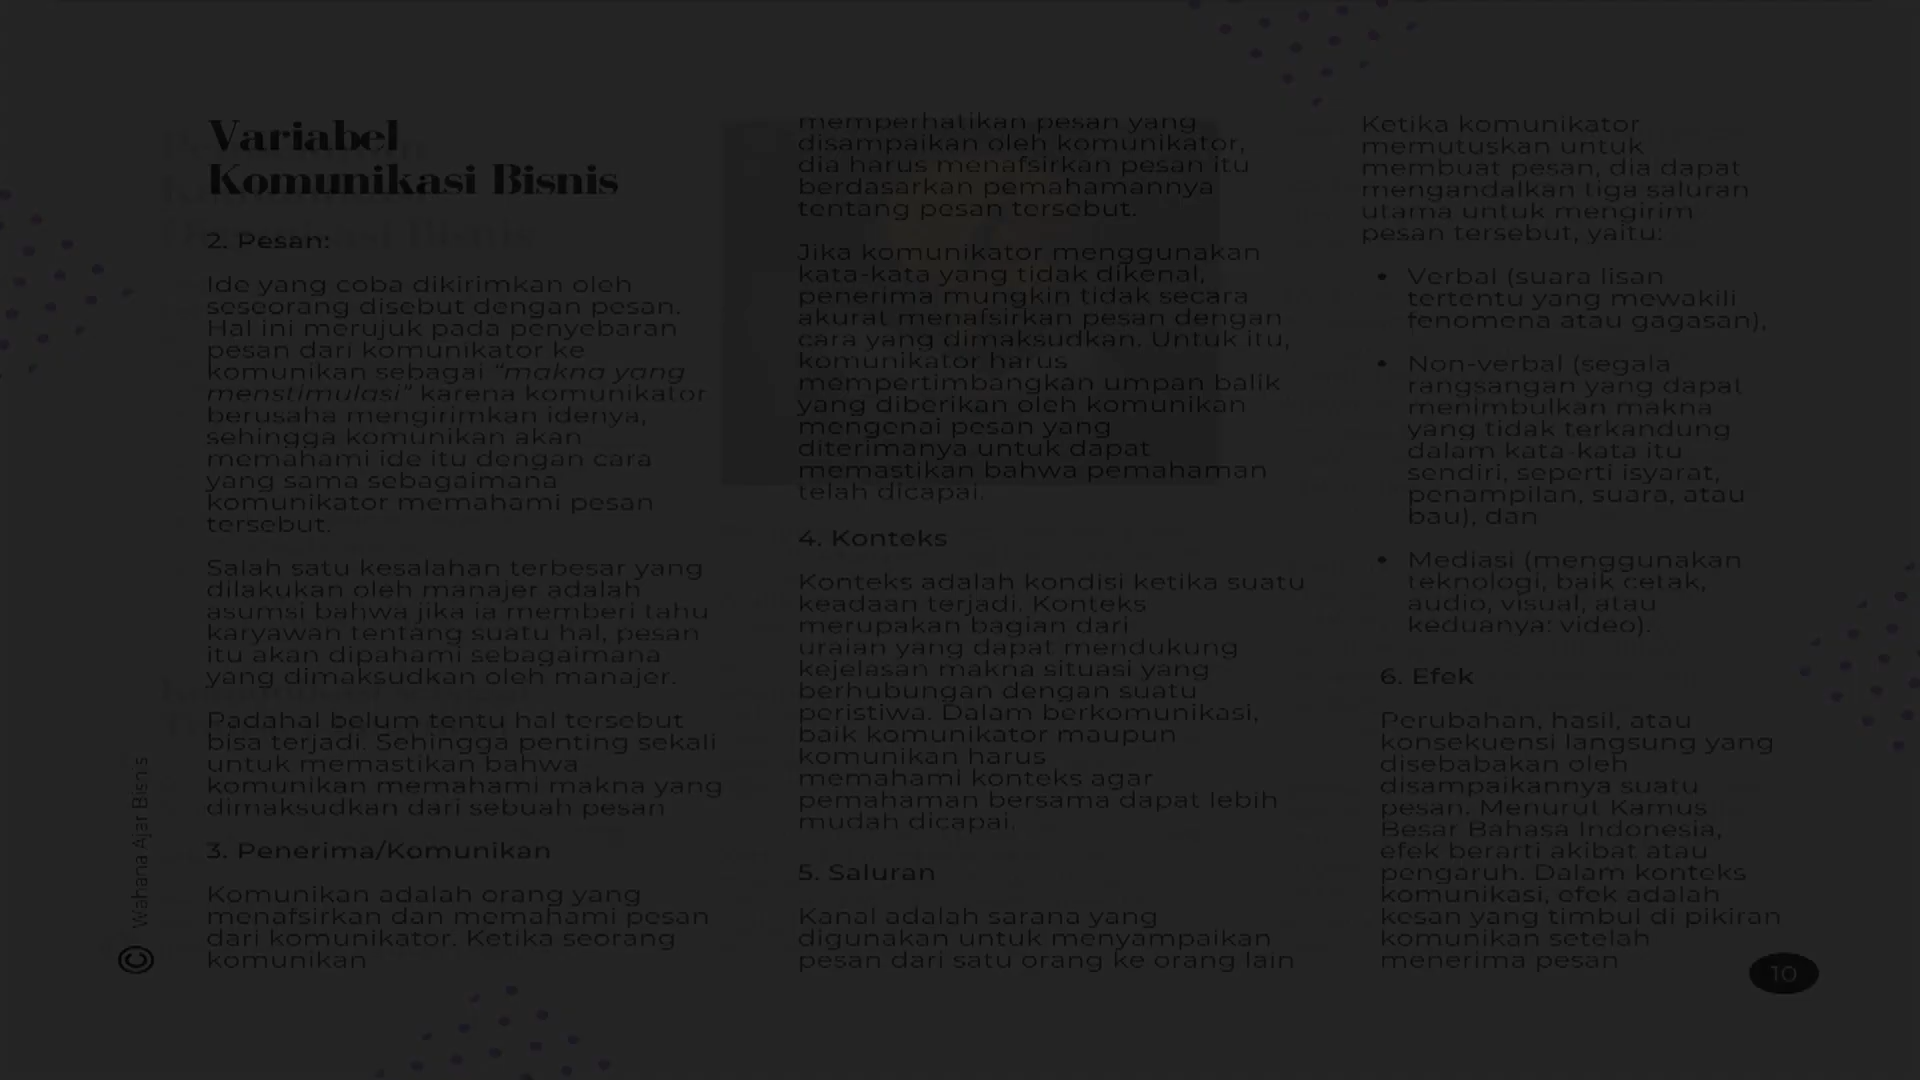 Variabel
Komunikasi Bisnis
2. Pesan:
Ide yang coba dikirimkan oleh
seseorang disebut dengan pesan.
Hal ini merujuk pada penyebaran
pesan dari komunikator ke
komunikan sebagai “makna yang
menstimulasi” karena komunikator
berusaha mengirimkan idenya,
sehingga komunikan akan
memahami ide itu dengan cara
yang sama sebagaimana
komunikator memahami pesan
tersebut.
Salah satu kesalahan terbesar yang
dilakukan oleh manajer adalah
asumsi bahwa jika ia memberi tahu
karyawan tentang suatu hal, pesan
itu akan dipahami sebagaimana
yang dimaksudkan oleh manajer.
Padahal belum tentu hal tersebut
bisa terjadi. Sehingga penting sekali
untuk memastikan bahwa
komunikan memahami makna yang
dimaksudkan dari sebuah pesan
3. Penerima/Komunikan
Komunikan adalah orang yang
menafsirkan dan memahami pesan
dari komunikator. Ketika seorang
komunikan
memperhatikan pesan yang
disampaikan oleh komunikator,
dia harus menafsirkan pesan itu
berdasarkan pemahamannya
tentang pesan tersebut.
Jika komunikator menggunakan
kata-kata yang tidak dikenal,
penerima mungkin tidak secara
akurat menafsirkan pesan dengan
cara yang dimaksudkan. Untuk itu,
komunikator harus
mempertimbangkan umpan balik
yang diberikan oleh komunikan
mengenai pesan yang
diterimanya untuk dapat
memastikan bahwa pemahaman
telah dicapai.
4. Konteks
Konteks adalah kondisi ketika suatu
keadaan terjadi. Konteks
merupakan bagian dari
uraian yang dapat mendukung
kejelasan makna situasi yang
berhubungan dengan suatu
peristiwa. Dalam berkomunikasi,
baik komunikator maupun
komunikan harus
memahami konteks agar
pemahaman bersama dapat lebih
mudah dicapai.
5. Saluran
Kanal adalah sarana yang
digunakan untuk menyampaikan
pesan dari satu orang ke orang lain
Ketika komunikator
memutuskan untuk
membuat pesan, dia dapat
mengandalkan tiga saluran
utama untuk mengirim
pesan tersebut, yaitu:
• Verbal (suara lisan
tertentu yang mewakili
fenomena atau gagasan),
• Non-verbal (segala
rangsangan yang dapat
menimbulkan makna
yang tidak terkandung
dalam kata-kata itu
sendiri, seperti isyarat,
penampilan, suara, atau
bau), dan
• Mediasi (menggunakan
teknologi, baik cetak,
audio, visual, atau
keduanya: video).
6. Efek
Perubahan, hasil, atau
konsekuensi langsung yang
disebabakan oleh
disampaikannya suatu
pesan. Menurut Kamus
Besar Bahasa Indonesia,
efek berarti akibat atau
pengaruh. Dalam konteks
komunikasi, efek adalah
kesan yang timbul di pikiran
komunikan setelah
menerima pesan
© Wahana Ajar Bisnis
10